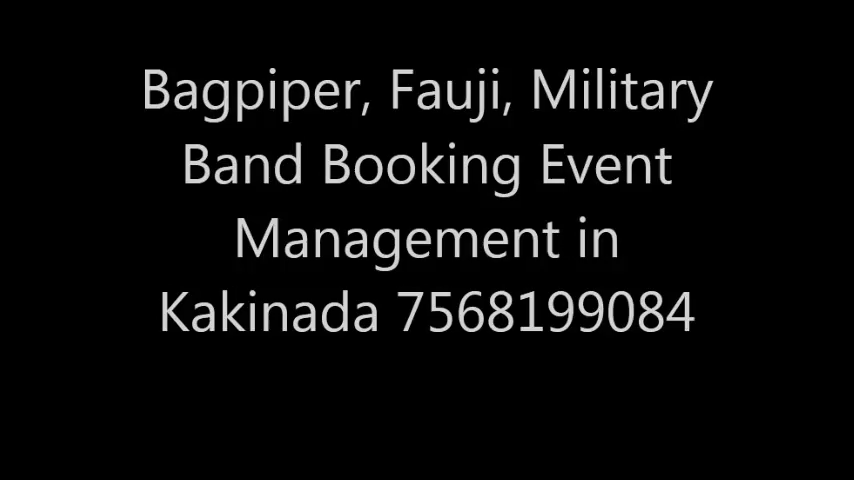 Bagpiper, Fauji, Military
Band Booking Event
Management in
Kakinada 7568199084